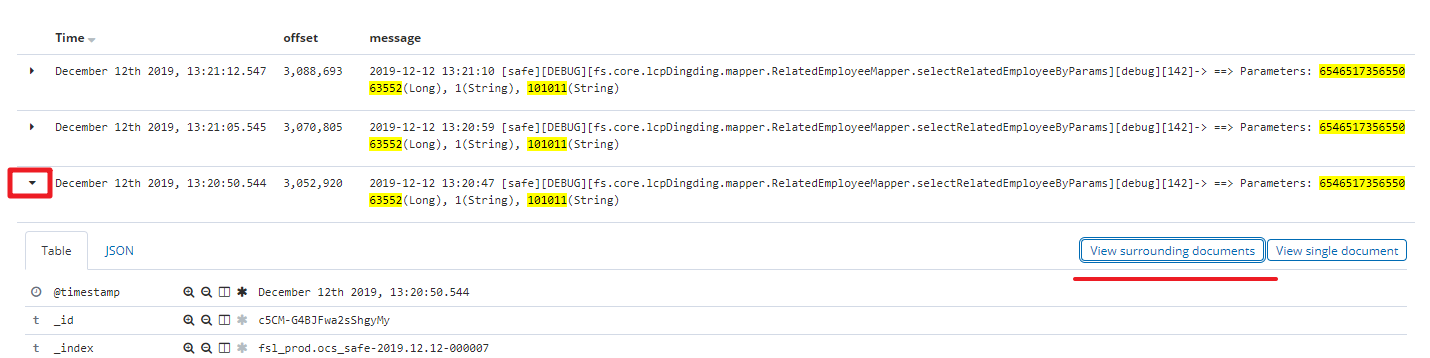 Time offset message
December 12th 2019, 13:21:12.547 3,088,693 2019-12-12 13:21:10 [safe][DEBUG][fs.core.lcpDingding.mapper.RelatedEmployeeMapper.selectRelatedEmployeeByParams][debug][142]-> ==> Parameters: 6546517356550
63552(Long), 1(String), 101011(String)
December 12th 2019, 13:21:05.545 3,070,805 2019-12-12 13:20:59 [safe][DEBUG][fs.core.lcpDingding.mapper.RelatedEmployeeMapper.selectRelatedEmployeeByParams][debug][142]-> ==> Parameters: 6546517356550
63552(Long), 1(String), 101011(String)
December 12th 2019, 13:20:50.544 3,052,920 2019-12-12 13:20:47 [safe][DEBUG][fs.core.lcpDingding.mapper.RelatedEmployeeMapper.selectRelatedEmployeeByParams][debug][142]-> ==> Parameters: 6546517356550
63552(Long), 1(String), 101011(String)
Table JSON View surrounding documents View single document
@timestamp December 12th 2019, 13:20:50.544
t _id c5CM-G4BJFwa2sShgyMy
t _index fsl_prod.ocs_safe-2019.12.12-000007